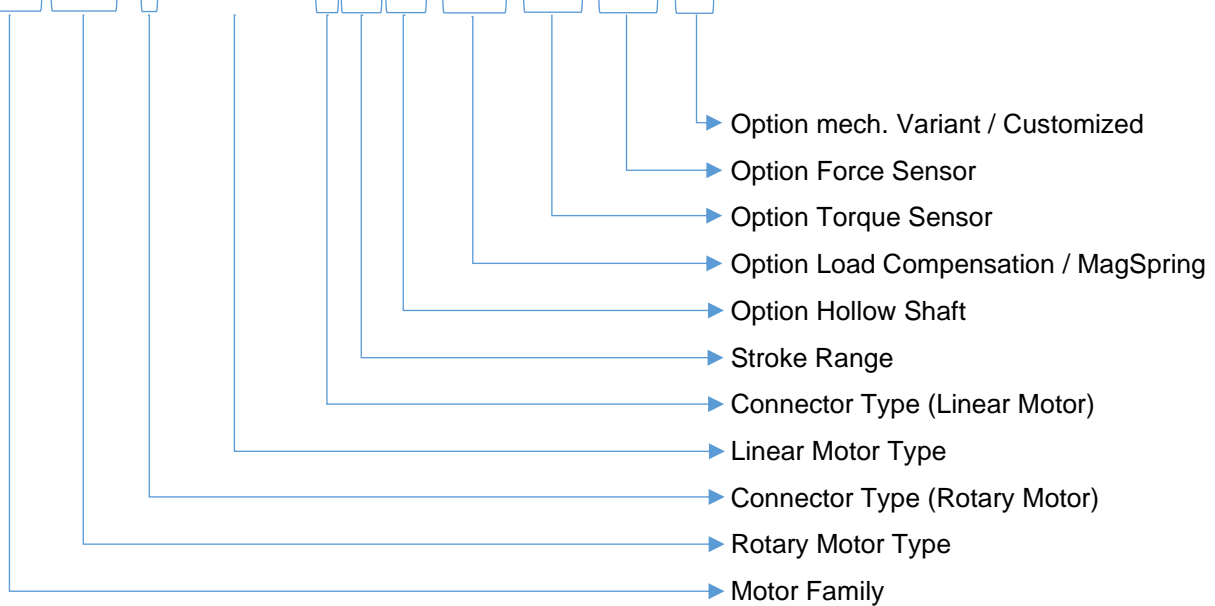 Option mech. Variant / Customized
Option Force Sensor
Option Torque Sensor
Option Load Compensation / MagSpring
Option Hollow Shaft
Stroke Range
Connector Type (Linear Motor)
Linear Motor Type
Connector Type (Rotary Motor)
Rotary Motor Type
Motor Family